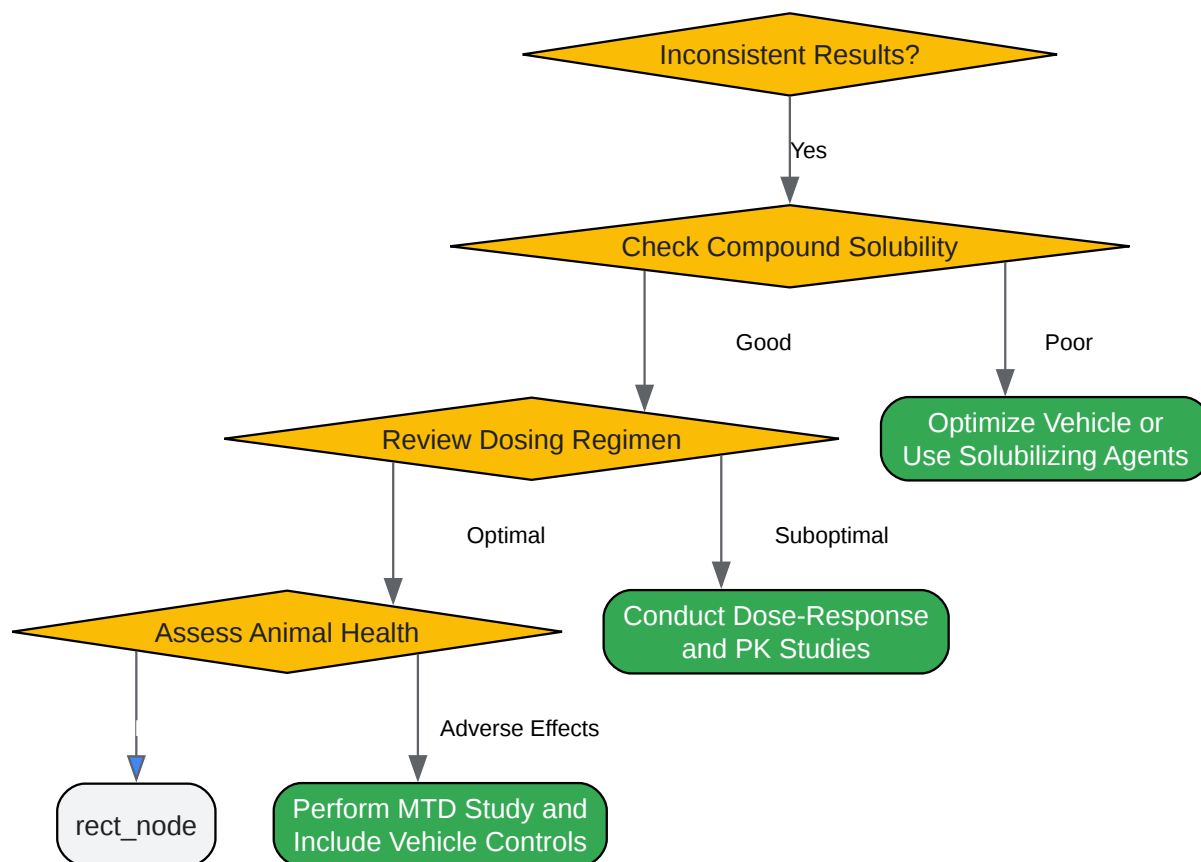 Inconsistent Results?
Yes
Check Compound Solubility
Good
Poor
Review Dosing Regimen
Optimize Vehicle or
Use Solubilizing Agents
Optimal
Suboptimal
Assess Animal Health
Conduct Dose-Response
and PK Studies
Adverse Effects
rect_node
Perform MTD Study and
Include Vehicle Controls